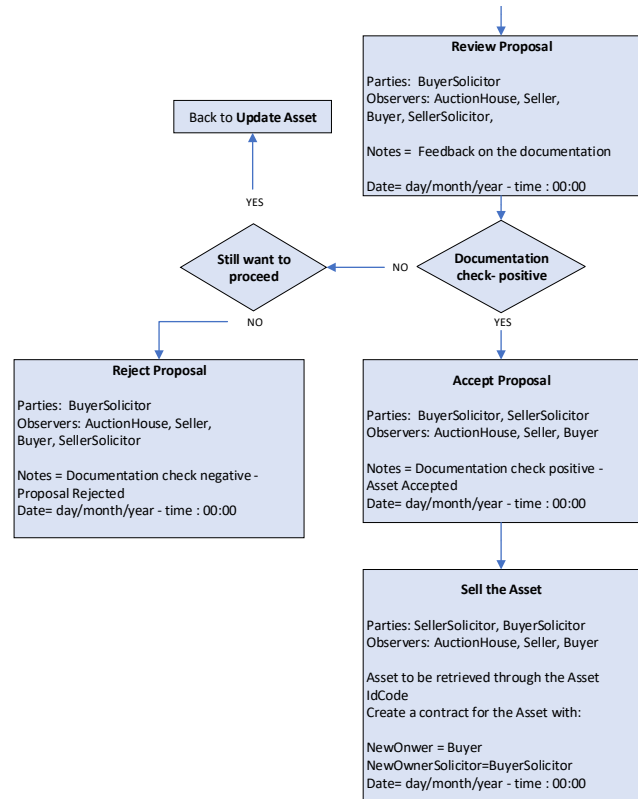 Review Proposal
Parties:  BuyerSolicitor
Observers: AuctionHouse, Seller,
Buyer, SellerSolicitor,
Notes =  Feedback on the documentation
Date= day/month/year - time : 00:00
Back to Update Asset
YES
Still want to
proceed
NO
Documentation
check- positive
NO
YES
Reject Proposal
Parties:  BuyerSolicitor
Observers: AuctionHouse, Seller,
Buyer, SellerSolicitor
Notes = Documentation check negative -
Proposal Rejected
Date= day/month/year - time : 00:00
Accept Proposal
Parties:  BuyerSolicitor, SellerSolicitor
Observers: AuctionHouse, Seller, Buyer
Notes = Documentation check positive -
Asset Accepted
Date= day/month/year - time : 00:00
Sell the Asset
Parties: SellerSolicitor, BuyerSolicitor
Observers: AuctionHouse, Seller, Buyer
Asset to be retrieved through the Asset
IdCode
Create a contract for the Asset with:
NewOnwer = Buyer
NewOwnerSolicitor=BuyerSolicitor
Date= day/month/year - time : 00:00